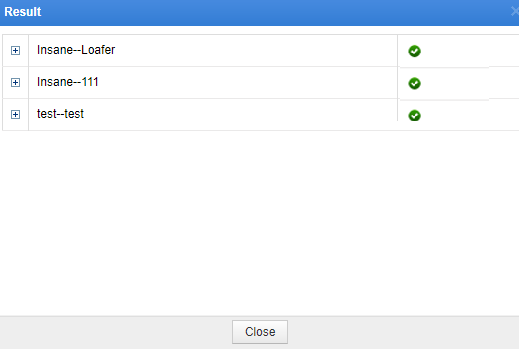 Result
Insane--Loafer
Insane--111
test--test
Close